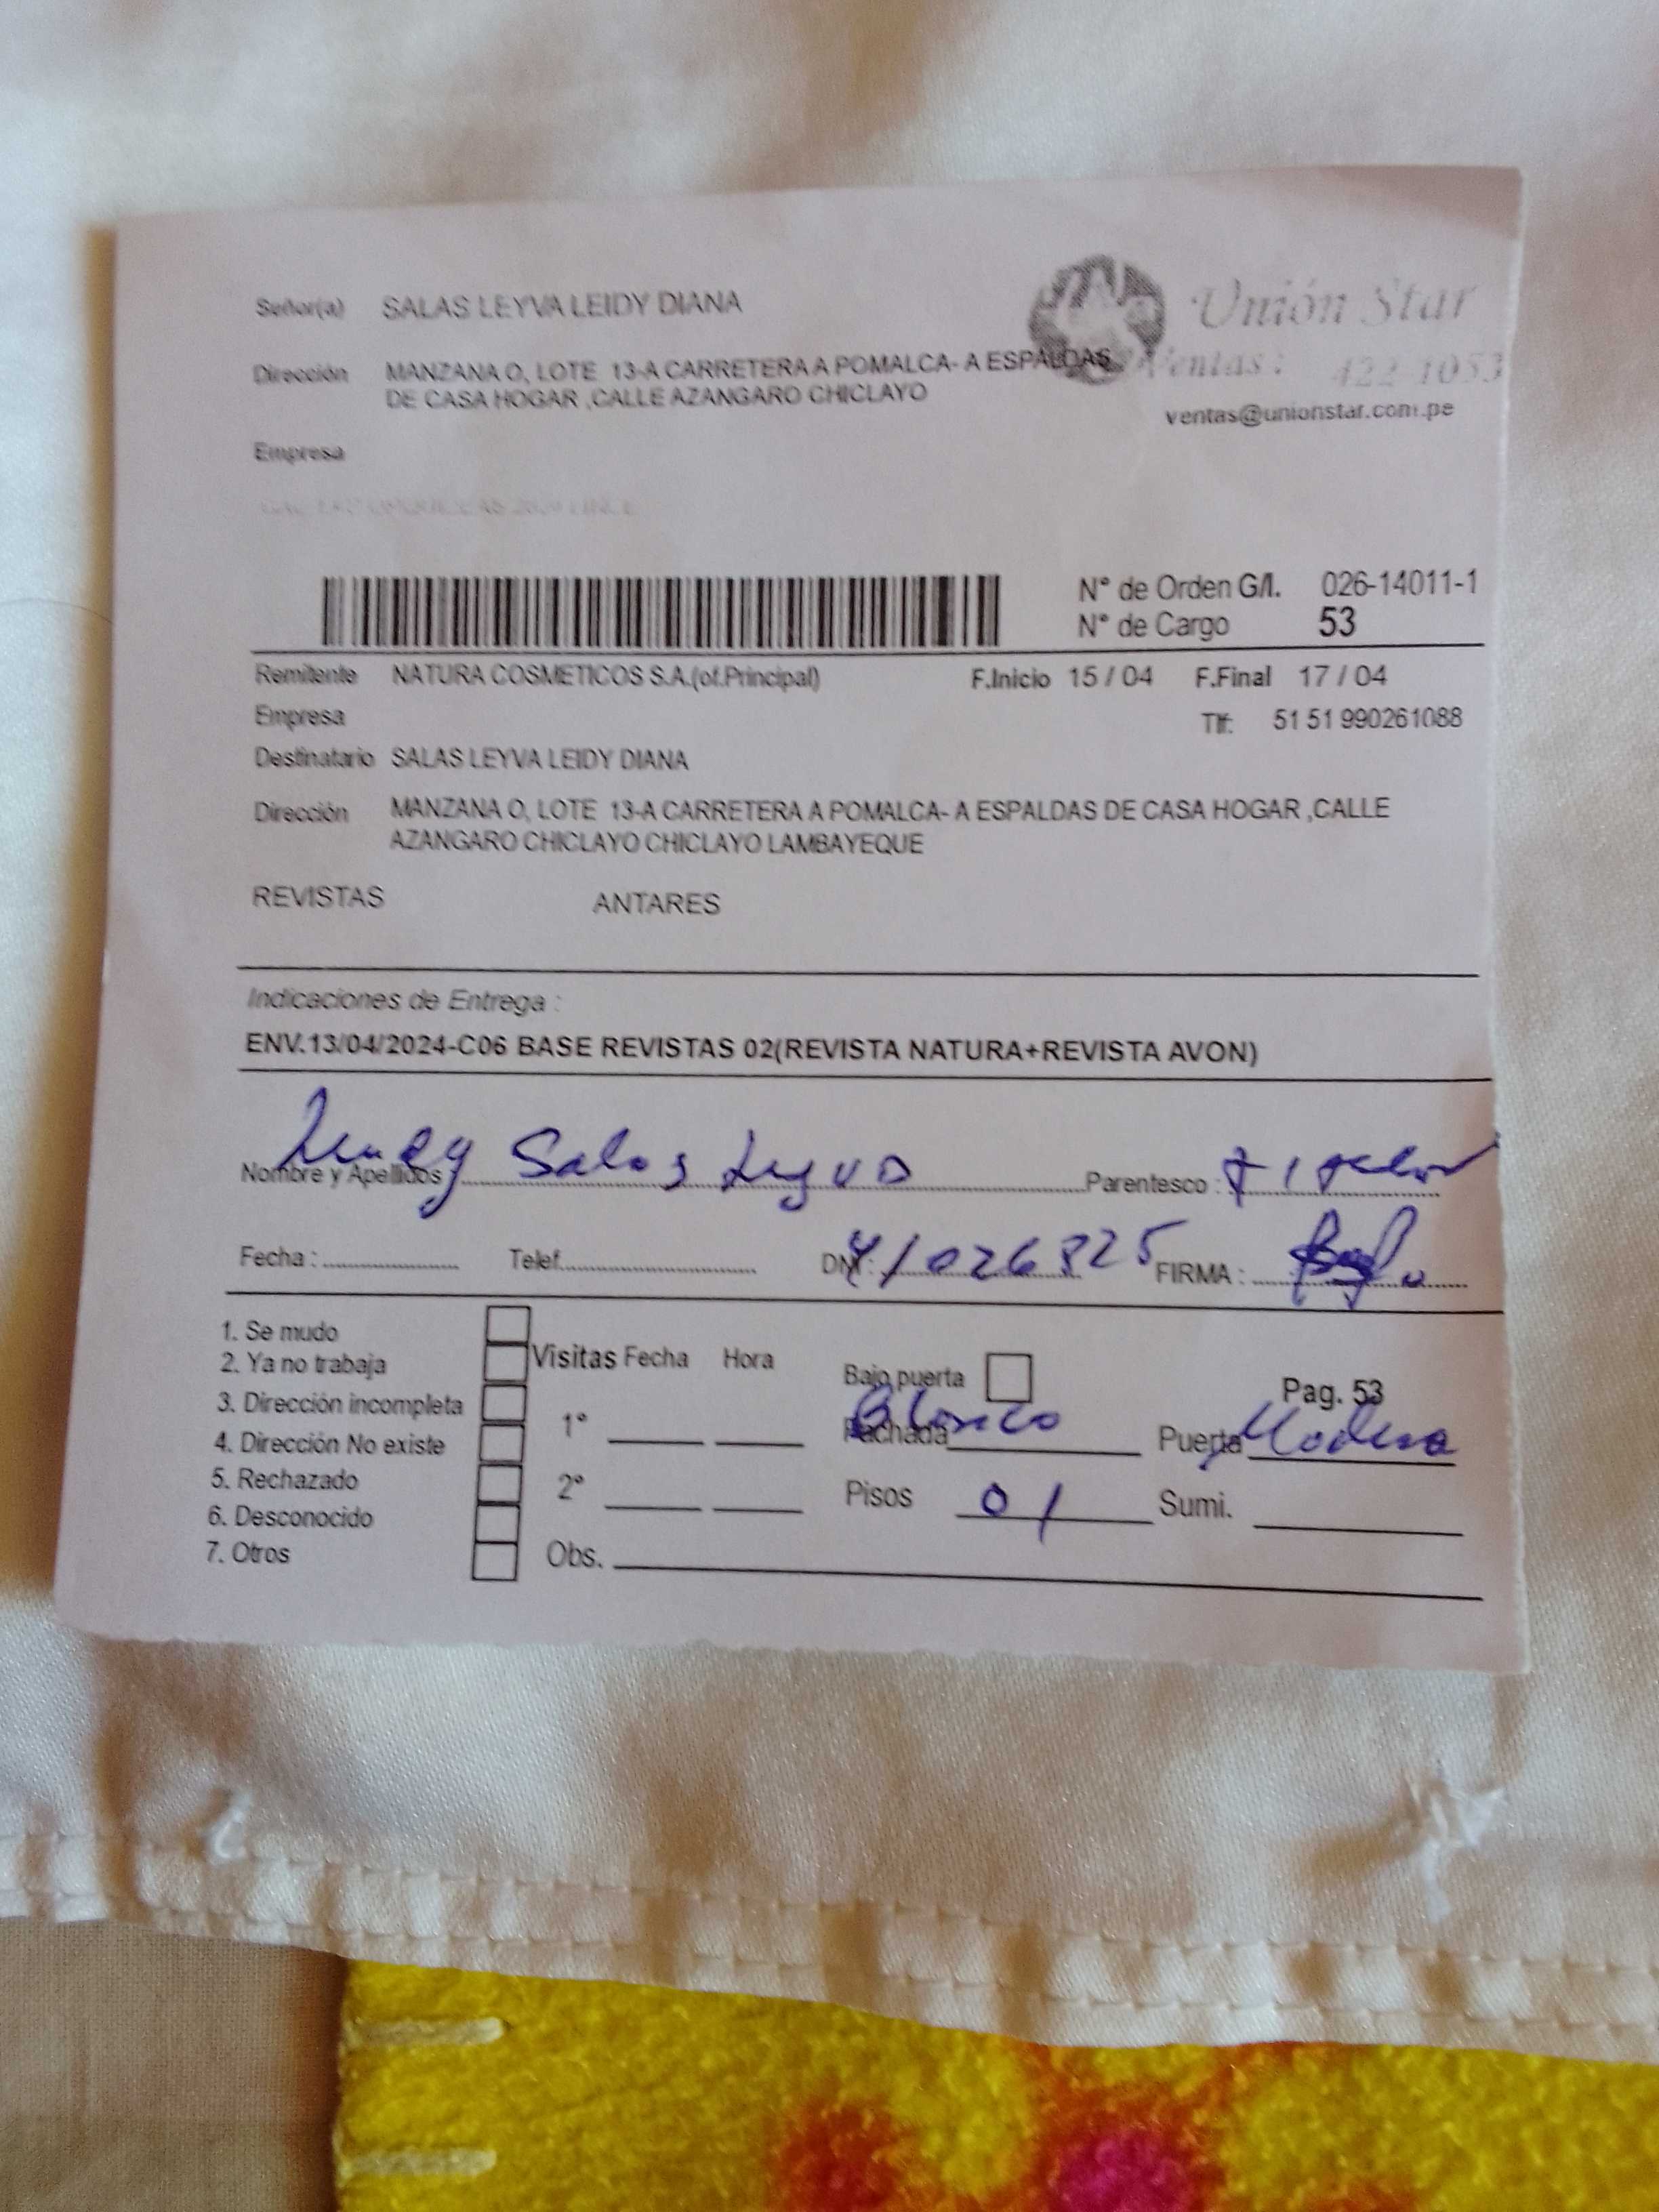 Señor(a) SALAS LEYVA LEIDY DIANA
Unión Star
Dirección MANZANA O, LOTE 13-A CARRETERA A POMALCA- A ESPALDAS
Ventas: 422-1053
DE CASA HOGAR ,CALLE AZANGARO CHICLAYO
ventas@unionstar.com.pe
Empresa
N° de Orden G/I. 026-14011-1
N° de Cargo 53
Remitente NATURA COSMETICOS S.A.(of.Principal) F.Inicio 15 / 04 F.Final 17 / 04
Empresa Tlf: 51 51 990261088
Destinatario SALAS LEYVA LEIDY DIANA
Dirección MANZANA O, LOTE 13-A CARRETERA A POMALCA- A ESPALDAS DE CASA HOGAR ,CALLE
AZANGARO CHICLAYO CHICLAYO LAMBAYEQUE
REVISTAS ANTARES
Indicaciones de Entrega :
ENV.13/04/2024-C06 BASE REVISTAS 02(REVISTA NATURA+REVISTA AVON)
Nombre y Apellidos Salas Leyva Parentesco :
Fecha : Telef. DNI: 41026825 FIRMA :
1. Se mudo
2. Ya no trabaja Visitas Fecha Hora Bajo puerta Pag. 53
3. Dirección incompleta 1° Fachada Blanco Puerta Madera
4. Dirección No existe
5. Rechazado 2° Pisos 01 Sumi.
6. Desconocido
7. Otros Obs.